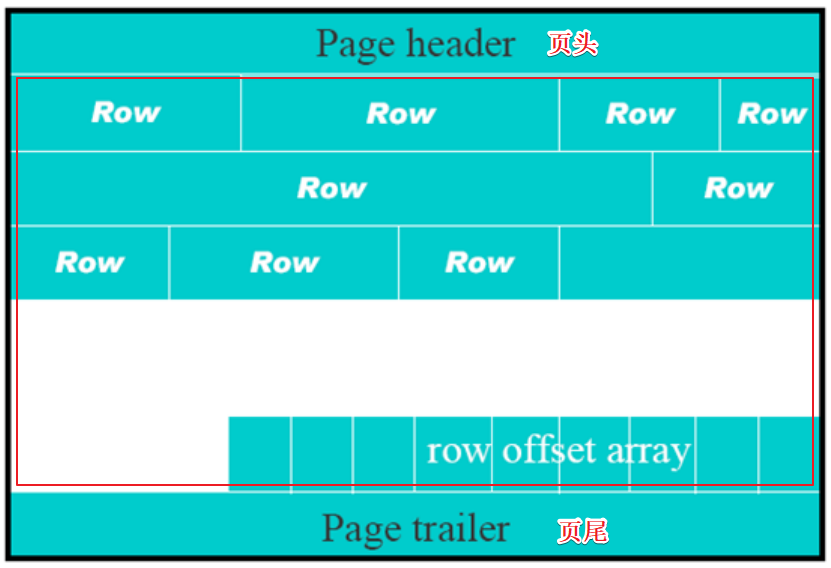 Page header 页头
Row Row Row Row
Row Row
Row Row Row
row offset array
Page trailer 页尾